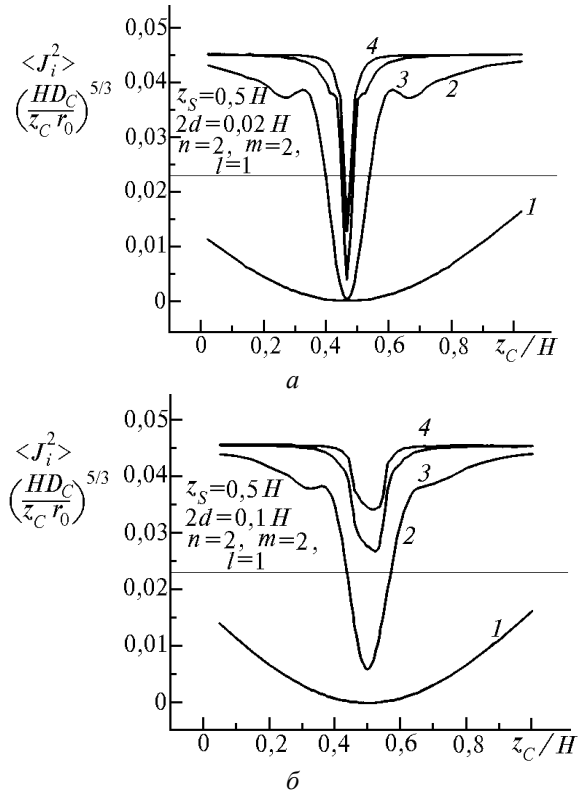 0,05
<J_i^2>
0,04
(HD_C / z_C r_0)^{5/3}
0,03
0,02
0,01
0
4
3
2
1
z_S=0,5 H
2d=0,02 H
n=2, m=2,
l=1
0 0,2 0,4 0,6 0,8 z_C/H
а
0,05
<J_i^2>
0,04
(HD_C / z_C r_0)^{5/3}
0,03
0,02
0,01
0
4
3
2
1
z_S=0,5 H
2d=0,1 H
n=2, m=2,
l=1
0 0,2 0,4 0,6 0,8 z_C/H
б